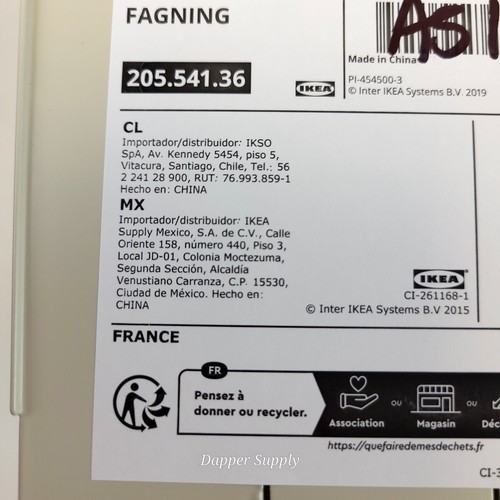 FAGNING
AS
Made in China
205.541.36
IKEA
PI-454500-3
© Inter IKEA Systems B.V. 2019
CL
Importador/distribuidor: IKSO
SpA, Av. Kennedy 5454, piso 5,
Vitacura, Santiago, Chile, Tel.: 56
2 241 28 900, RUT: 76.993.859-1
Hecho en: CHINA
MX
Importador/distribuidor: IKEA
Supply Mexico, S.A. de C.V., Calle
Oriente 158, número 440, Piso 3,
Local JD-01, Colonia Moctezuma,
Segunda Sección, Alcaldía
Venustiano Carranza, C.P. 15530,
Ciudad de México. Hecho en:
CHINA
IKEA
CI-261168-1
© Inter IKEA Systems B.V 2015
FRANCE
FR
Pensez à
donner ou recycler.
Association
OU
Magasin
OU
https://quefairedemesdechets.fr
Dapper Supply